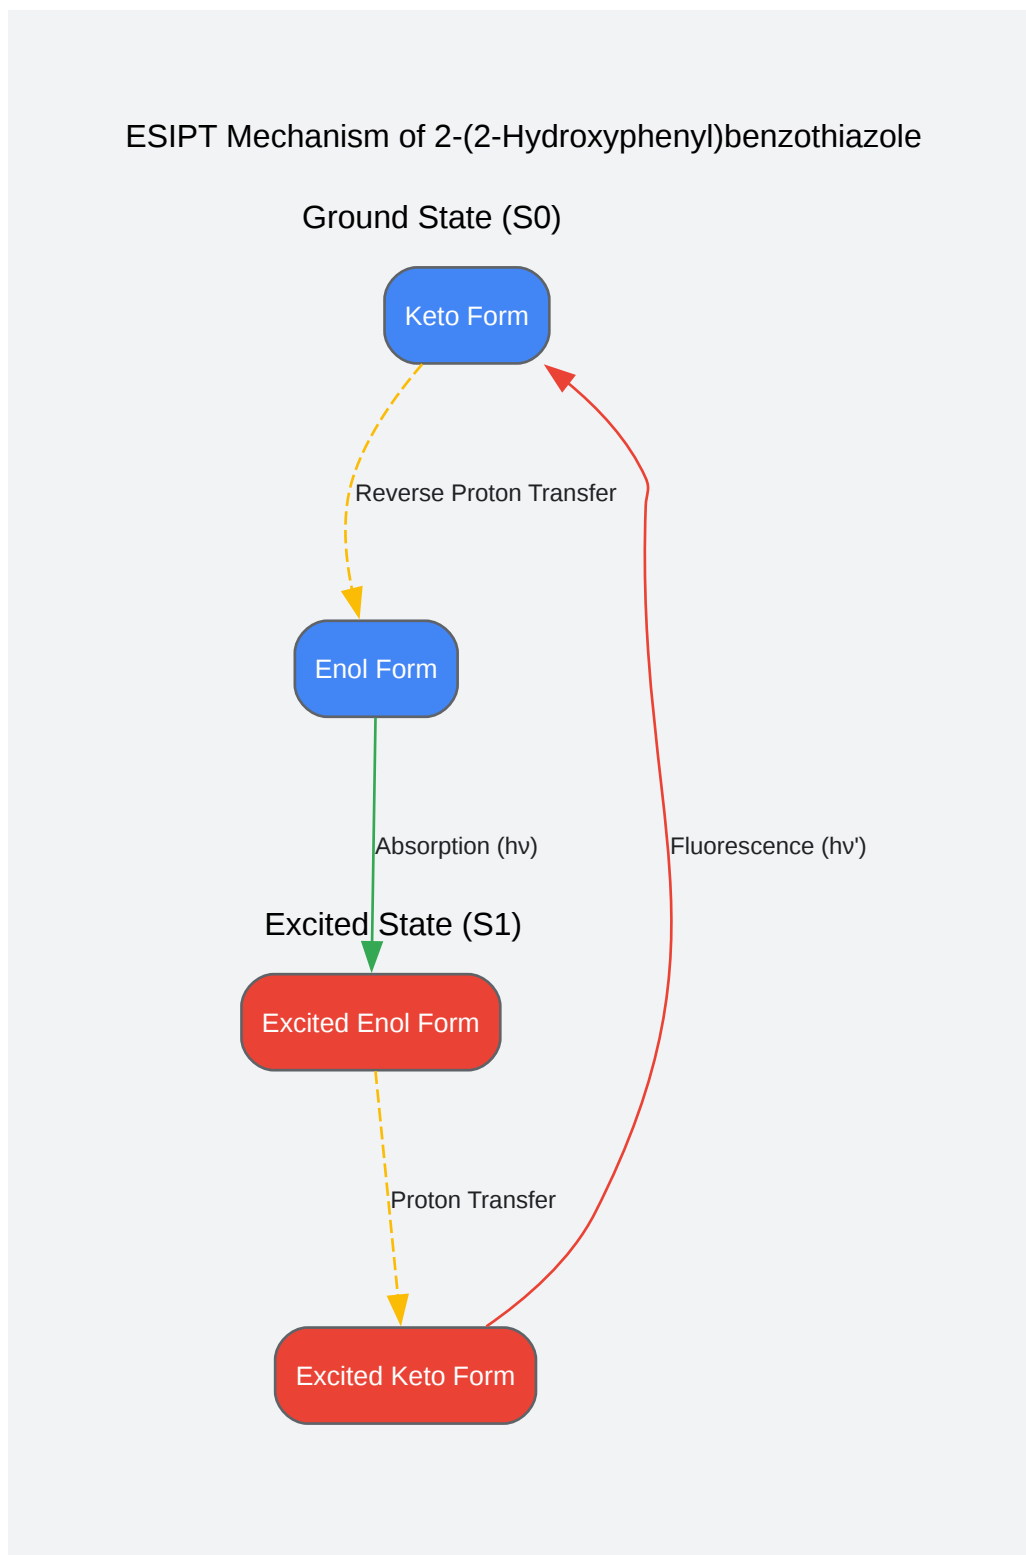 ESIPT Mechanism of 2-(2-Hydroxyphenyl)benzothiazole
Ground State (S0)
Keto Form
Reverse Proton Transfer
Enol Form
Absorption (hν)
Fluorescence (hν')
Excited State (S1)
Excited Enol Form
Proton Transfer
Excited Keto Form